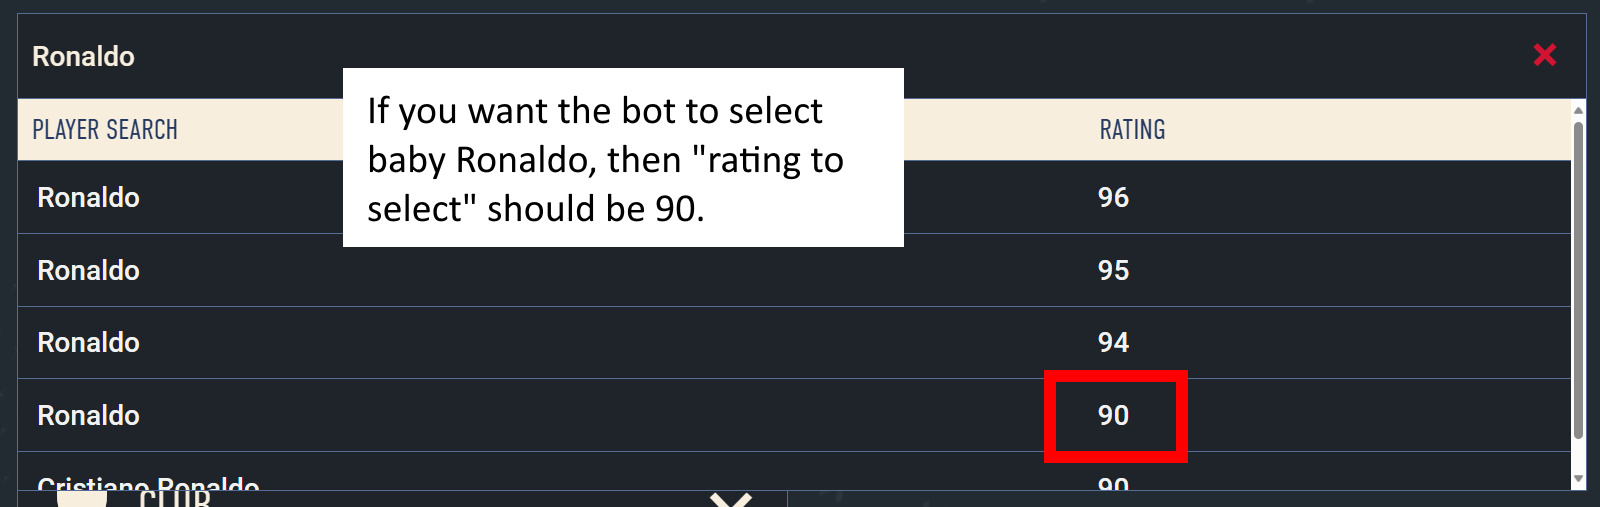 Ronaldo
If you want the bot to select
baby Ronaldo, then "rating to
select" should be 90.
PLAYER SEARCH RATING
Ronaldo 96
Ronaldo 95
Ronaldo 94
Ronaldo 90
Cristiano Ronaldo 90
CLUB